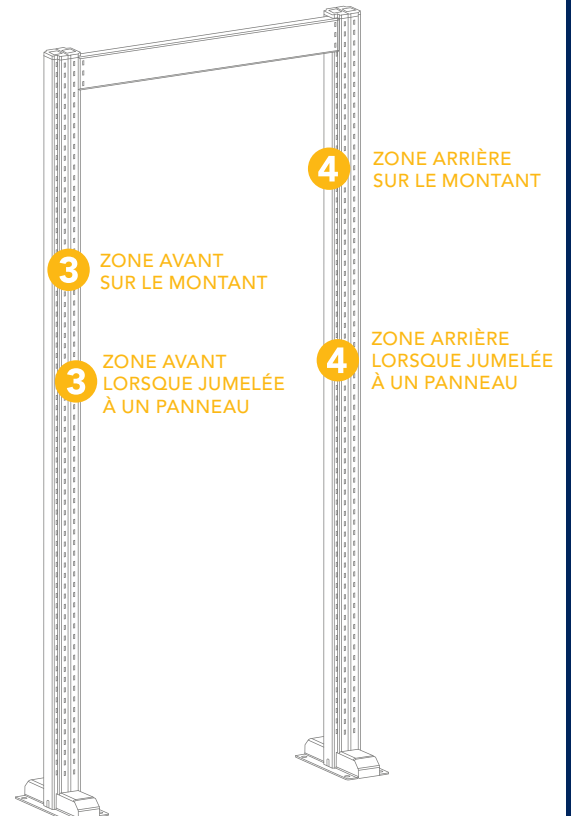 4
ZONE ARRIÈRE
SUR LE MONTANT
3
ZONE AVANT
SUR LE MONTANT
4
ZONE ARRIÈRE
LORSQUE JUMELÉE
À UN PANNEAU
3
ZONE AVANT
LORSQUE JUMELÉE
À UN PANNEAU